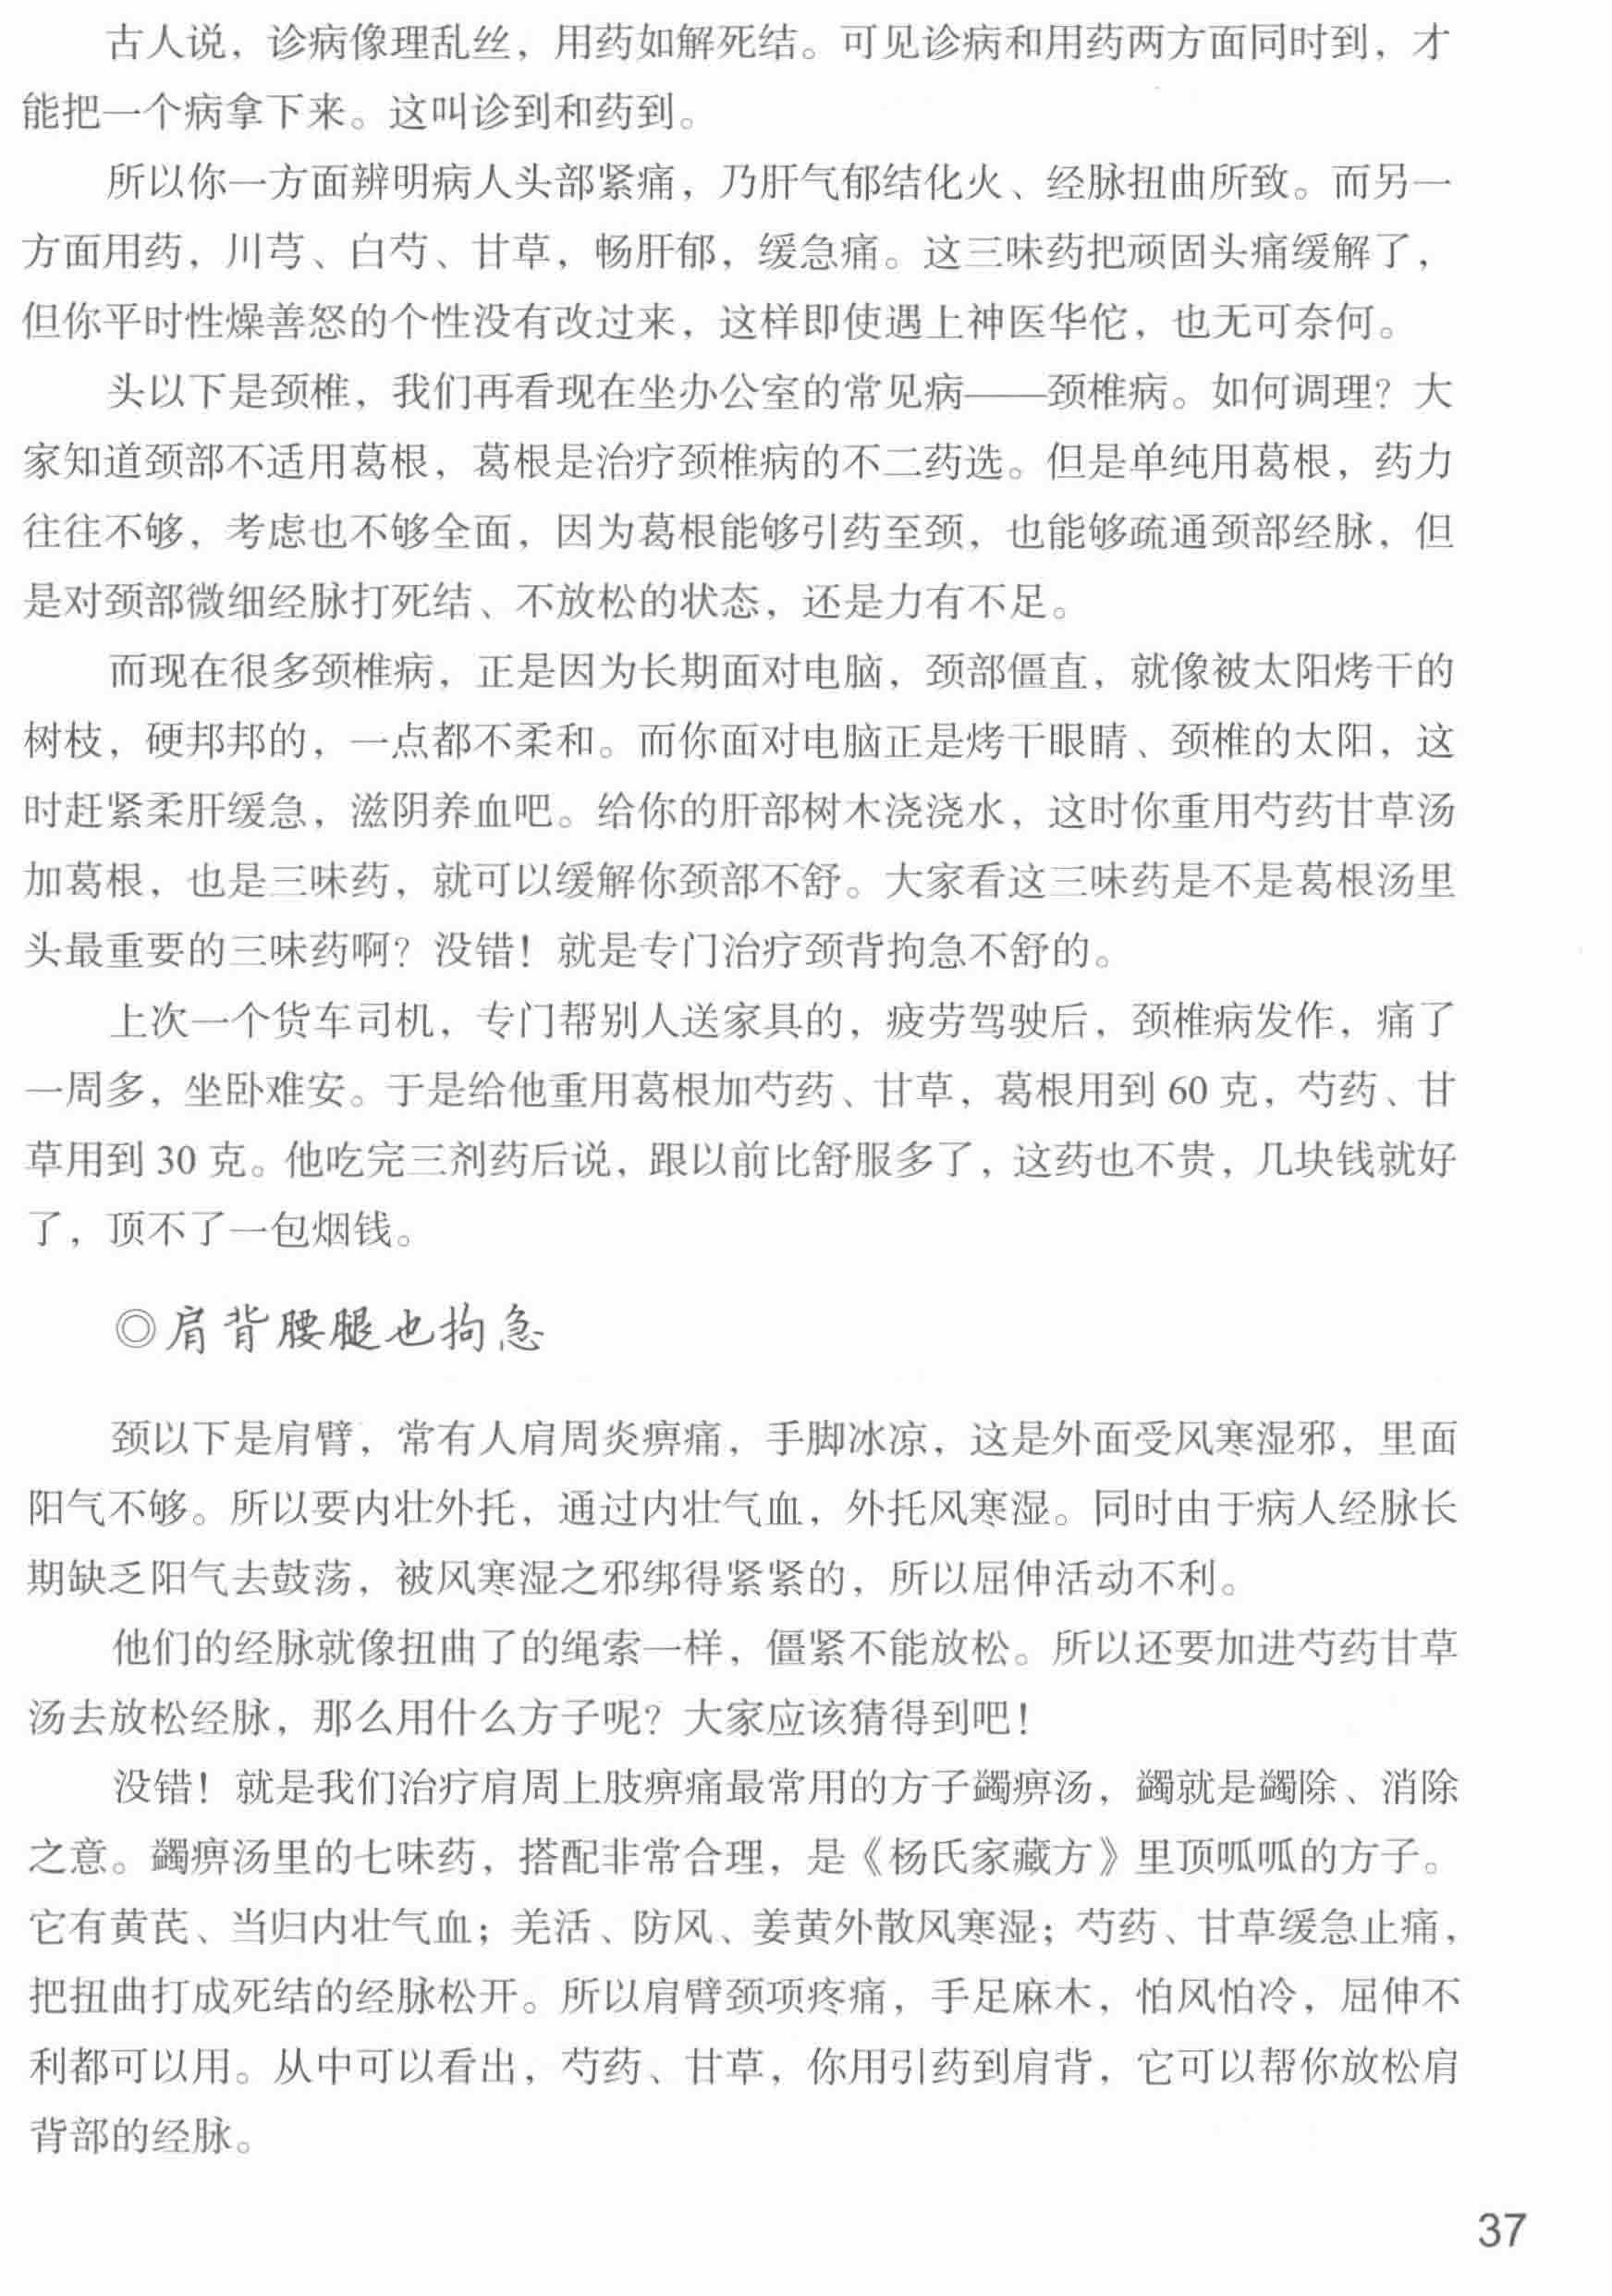 古人说，诊病像理乱丝，用药如解死结。可见诊病和用药两方面同时到，才
能把一个病拿下来。这叫诊到和药到。
所以你一方面辨明病人头部紧痛，乃肝气郁结化火、经脉扭曲所致。而另一
方面用药，川芎、白芍、甘草，畅肝郁，缓急痛。这三味药把顽固头痛缓解了，
但你平时性燥善怒的个性没有改过来，这样即使遇上神医华佗，也无可奈何。
头以下是颈椎，我们再看现在坐办公室的常见病——颈椎病。如何调理？大
家知道颈部不适用葛根，葛根是治疗颈椎病的不二药选。但是单纯用葛根，药力
往往不够，考虑也不够全面，因为葛根能够引药至颈，也能够疏通颈部经脉，但
是对颈部微细经脉打死结、不放松的状态，还是力有不足。
而现在很多颈椎病，正是因为长期面对电脑，颈部僵直，就像被太阳烤干的
树枝，硬邦邦的，一点都不柔和。而你面对电脑正是烤干眼睛、颈椎的太阳，这
时赶紧柔肝缓急，滋阴养血吧。给你的肝部树木浇浇水，这时你重用芍药甘草汤
加葛根，也是三味药，就可以缓解你颈部不舒。大家看这三味药是不是葛根汤里
头最重要的三味药啊？没错！就是专门治疗颈背拘急不舒的。
上次一个货车司机，专门帮别人送家具的，疲劳驾驶后，颈椎病发作，痛了
一周多，坐卧难安。于是给他重用葛根加芍药、甘草，葛根用到 60 克，芍药、甘
草用到 30 克。他吃完三剂药后说，跟以前比舒服多了，这药也不贵，几块钱就好
了，顶不了一包烟钱。
◎肩背腰腿也拘急
颈以下是肩臂，常有人肩周炎痹痛，手脚冰凉，这是外面受风寒湿邪，里面
阳气不够。所以要内壮外托，通过内壮气血，外托风寒湿。同时由于病人经脉长
期缺乏阳气去鼓荡，被风寒湿之邪绑得紧紧的，所以屈伸活动不利。
他们的经脉就像扭曲了的绳索一样，僵紧不能放松。所以还要加进芍药甘草
汤去放松经脉，那么用什么方子呢？大家应该猜得到吧！
没错！就是我们治疗肩周上肢痹痛最常用的方子蠲痹汤，蠲就是蠲除、消除
之意。蠲痹汤里的七味药，搭配非常合理，是《杨氏家藏方》里顶呱呱的方子。
它有黄芪、当归内壮气血；羌活、防风、姜黄外散风寒湿；芍药、甘草缓急止痛，
把扭曲打成死结的经脉松开。所以肩臂颈项疼痛，手足麻木，怕风怕冷，屈伸不
利都可以用。从中可以看出，芍药、甘草，你用引药到肩背，它可以帮你放松肩
背部的经脉。
37